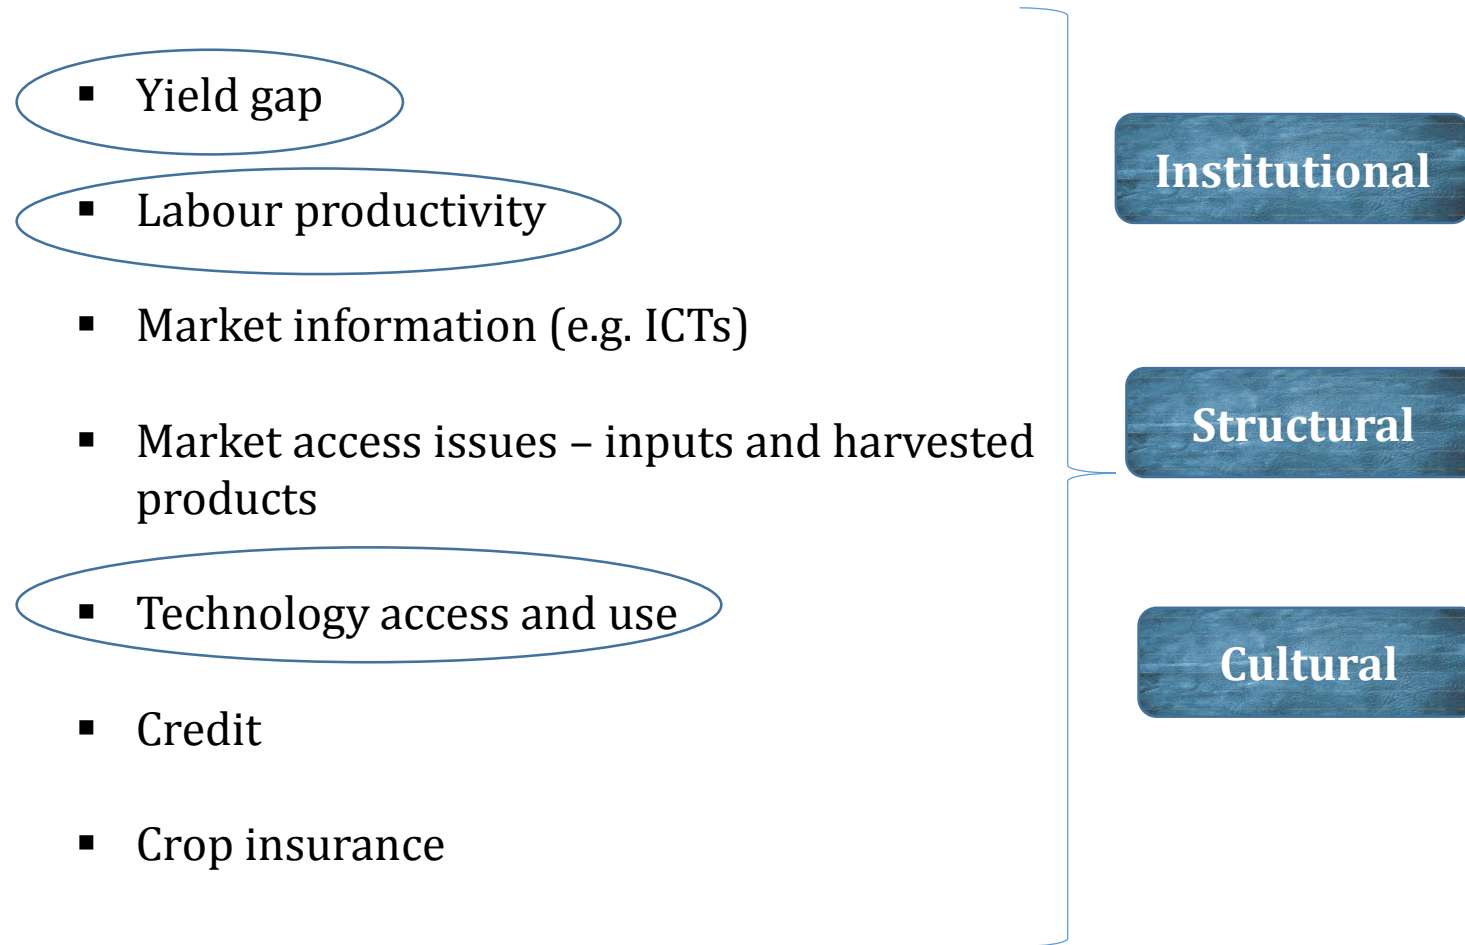 ▪ Yield gap
▪ Labour productivity
▪ Market information (e.g. ICTs)
▪ Market access issues – inputs and harvested
products
▪ Technology access and use
▪ Credit
▪ Crop insurance
Institutional
Structural
Cultural